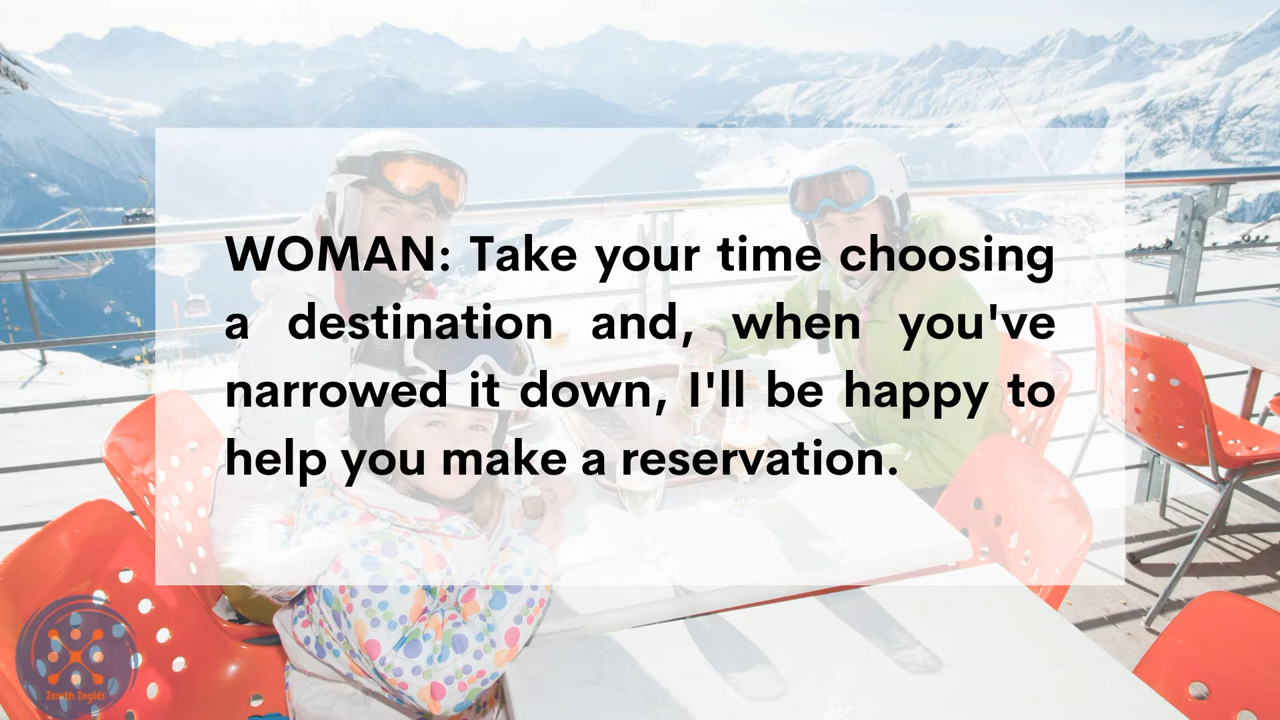 WOMAN: Take your time choosing
a destination and, when you've
narrowed it down, I'll be happy to
help you make a reservation.
Zenith Inglés